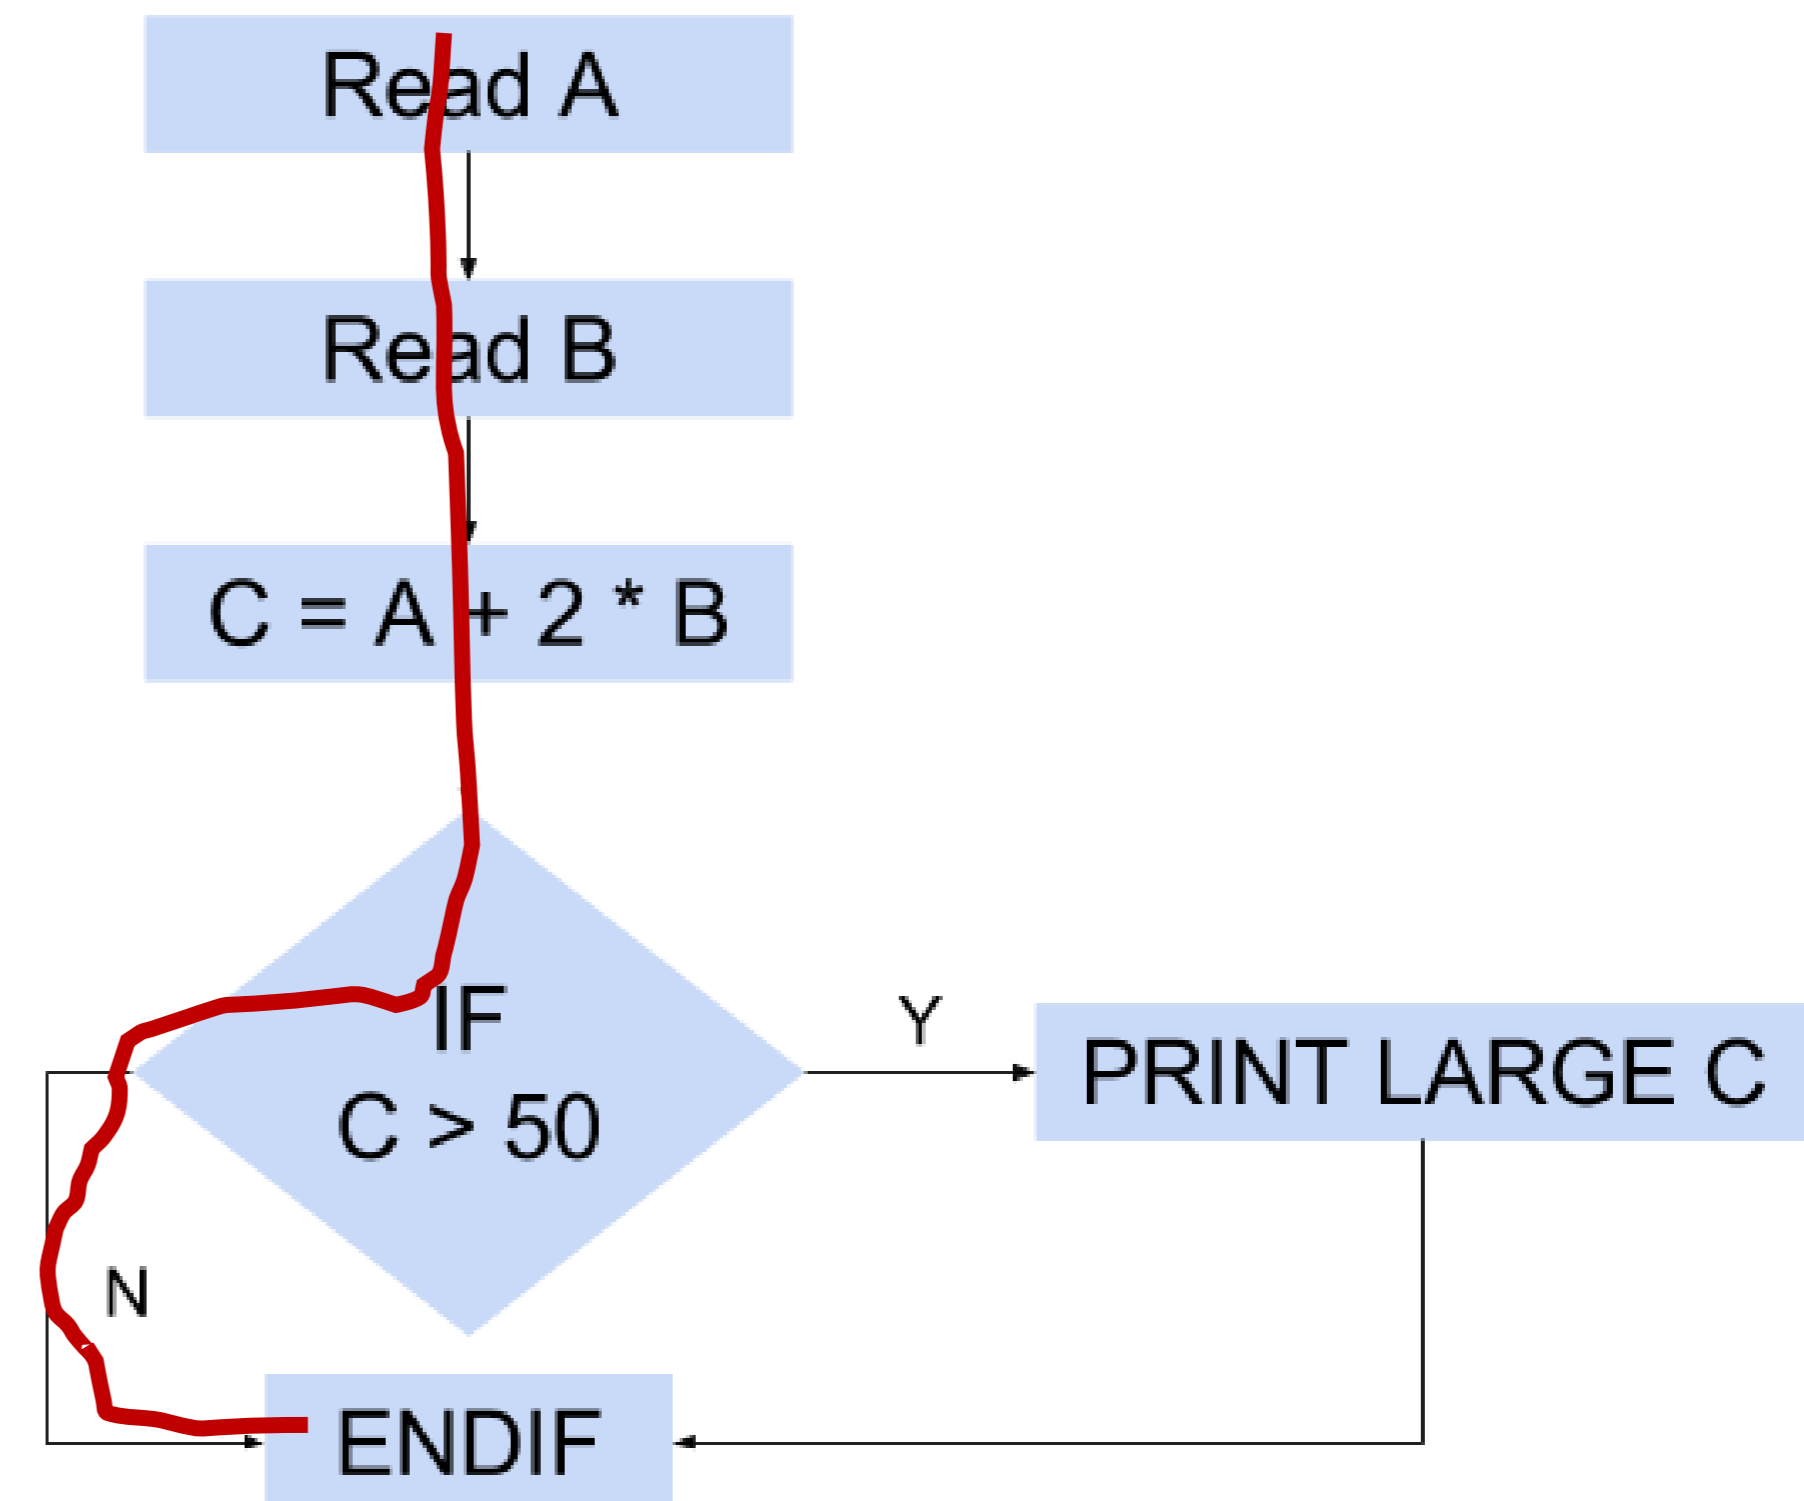 Read A
Read B
C = A + 2 * B
IF
C > 50
Y
PRINT LARGE C
N
ENDIF